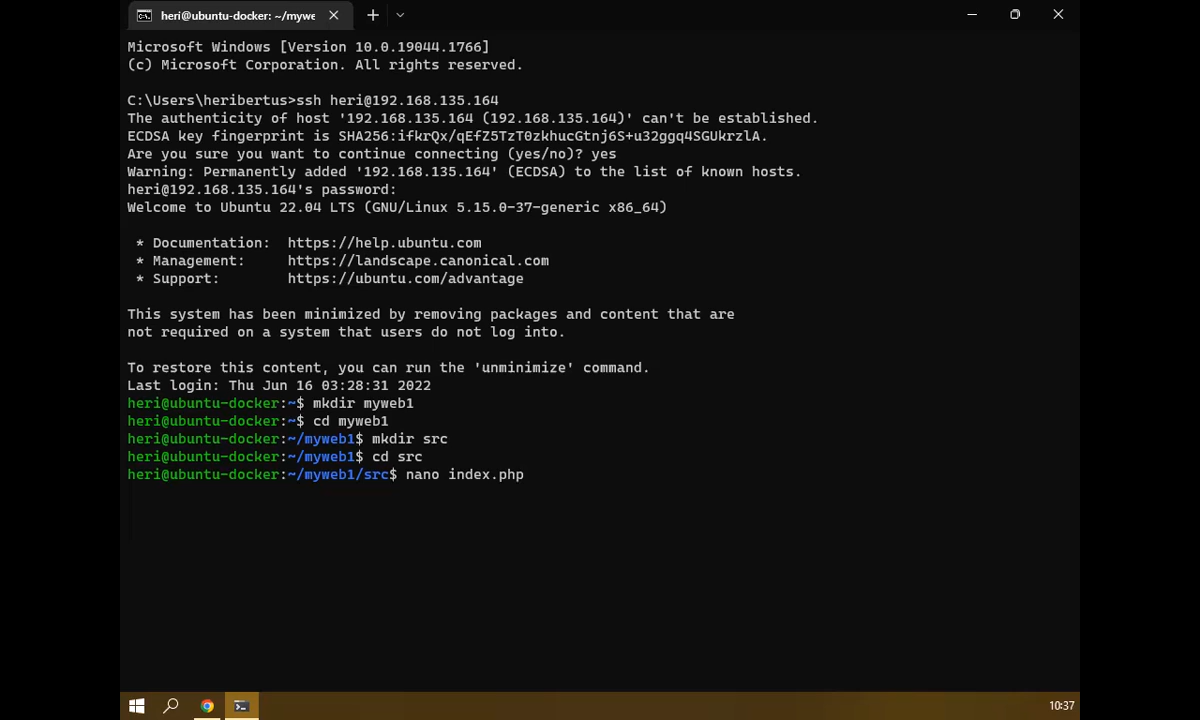 heri@ubuntu-docker: ~/mywe
Microsoft Windows [Version 10.0.19044.1766]
(c) Microsoft Corporation. All rights reserved.
C:\Users\heribertus>ssh heri@192.168.135.164
The authenticity of host '192.168.135.164 (192.168.135.164)' can't be established.
ECDSA key fingerprint is SHA256:ifkrQx/qEfZ5TzT0zkhucGtnj6S+u32ggq4SGUkrzlA.
Are you sure you want to continue connecting (yes/no)? yes
Warning: Permanently added '192.168.135.164' (ECDSA) to the list of known hosts.
heri@192.168.135.164's password:
Welcome to Ubuntu 22.04 LTS (GNU/Linux 5.15.0-37-generic x86_64)
* Documentation:  https://help.ubuntu.com
* Management:     https://landscape.canonical.com
* Support:        https://ubuntu.com/advantage
This system has been minimized by removing packages and content that are
not required on a system that users do not log into.
To restore this content, you can run the 'unminimize' command.
Last login: Thu Jun 16 03:28:31 2022
heri@ubuntu-docker:~$ mkdir myweb1
heri@ubuntu-docker:~$ cd myweb1
heri@ubuntu-docker:~/myweb1$ mkdir src
heri@ubuntu-docker:~/myweb1$ cd src
heri@ubuntu-docker:~/myweb1/src$ nano index.php
10:37